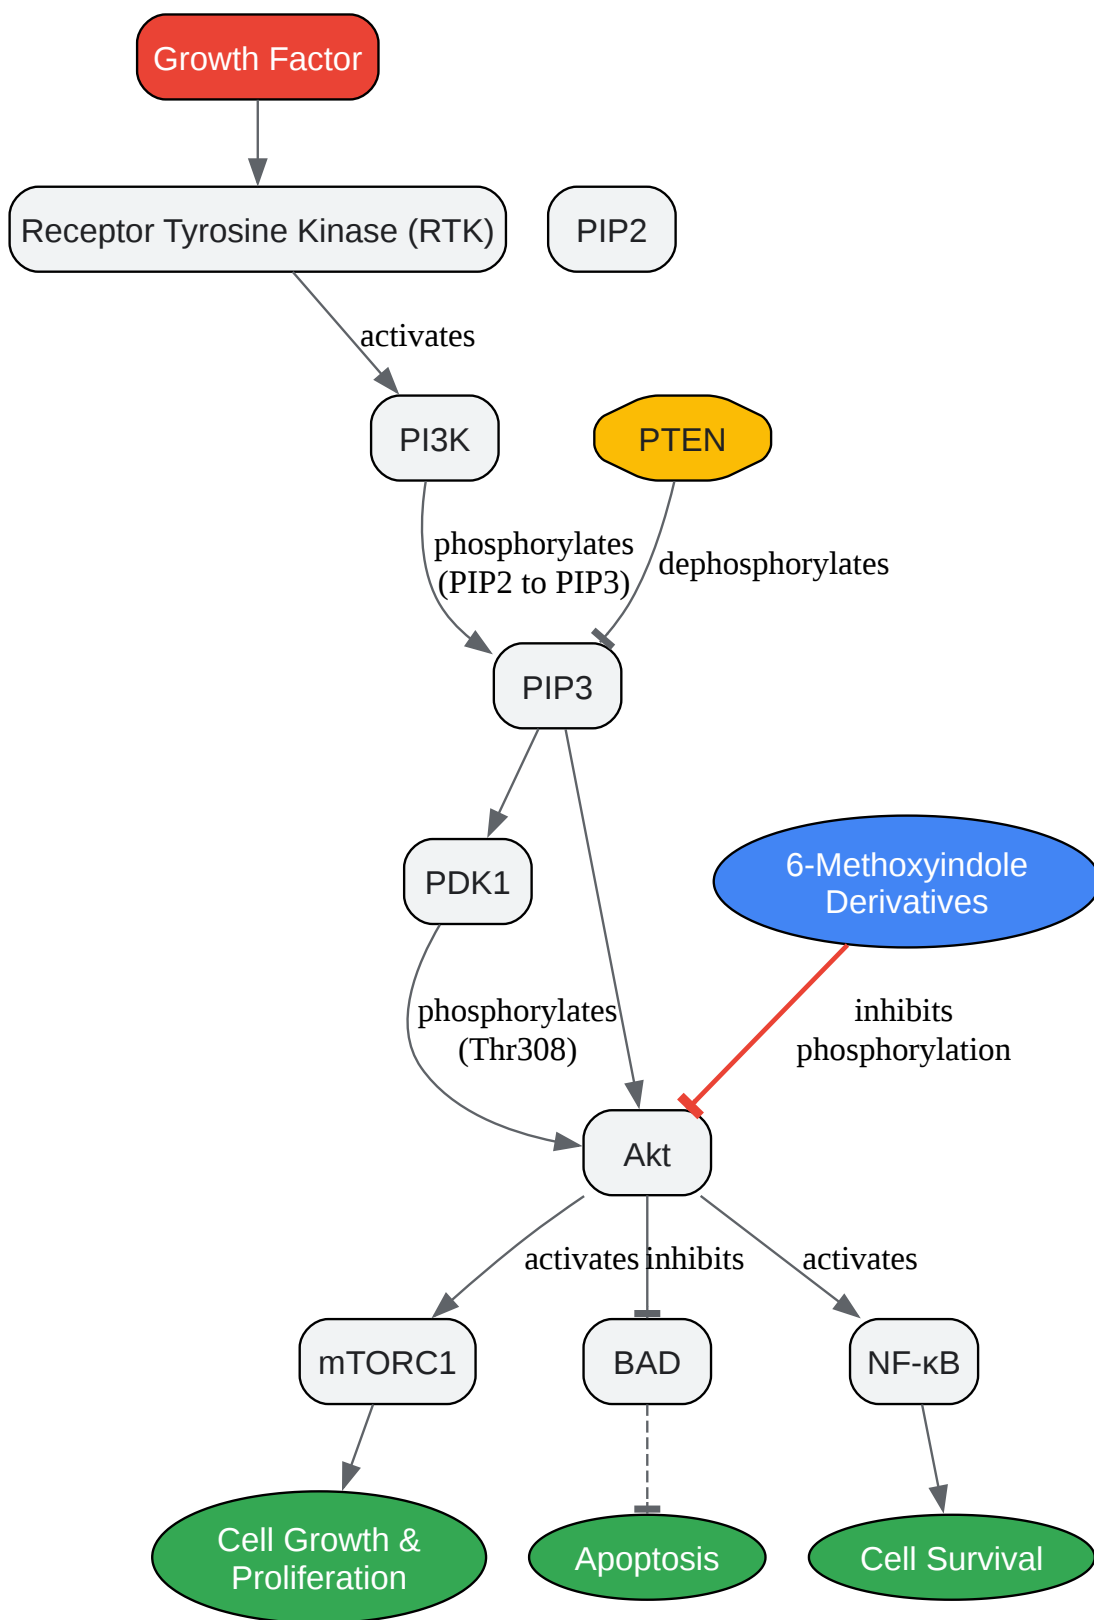 Growth Factor
Receptor Tyrosine Kinase (RTK)
PIP2
activates
PI3K
PTEN
phosphorylates
(PIP2 to PIP3)
dephosphorylates
PIP3
PDK1
6-Methoxyindole
Derivatives
phosphorylates
(Thr308)
inhibits
phosphorylation
Akt
activates
inhibits
activates
mTORC1
BAD
NF-κB
Cell Growth &
Proliferation
Apoptosis
Cell Survival